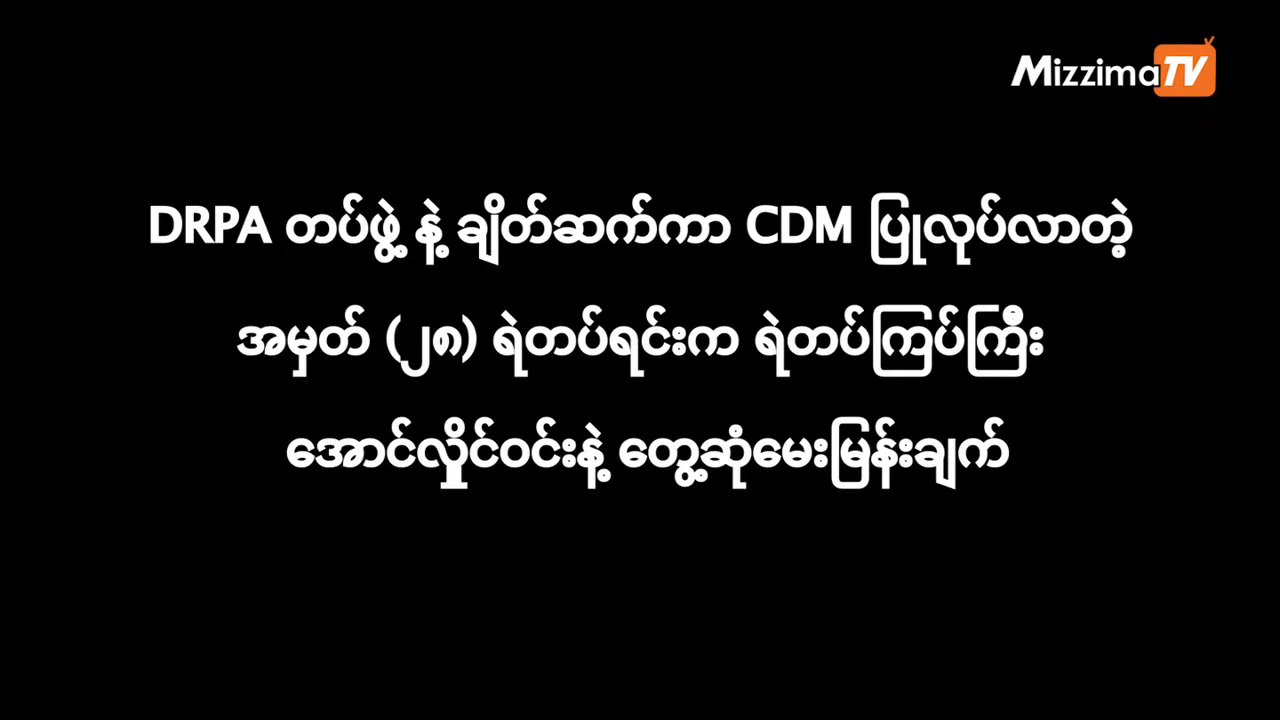 MizzimaTV
DRPA တပ်ဖွဲ့ နဲ့ ချိတ်ဆက်ကာ CDM ပြုလုပ်လာတဲ့
အမှတ် (၂၈) ရဲတပ်ရင်းက ရဲတပ်ကြပ်ကြီး
အောင်လှိုင်ဝင်းနဲ့ တွေ့ဆုံမေးမြန်းချက်